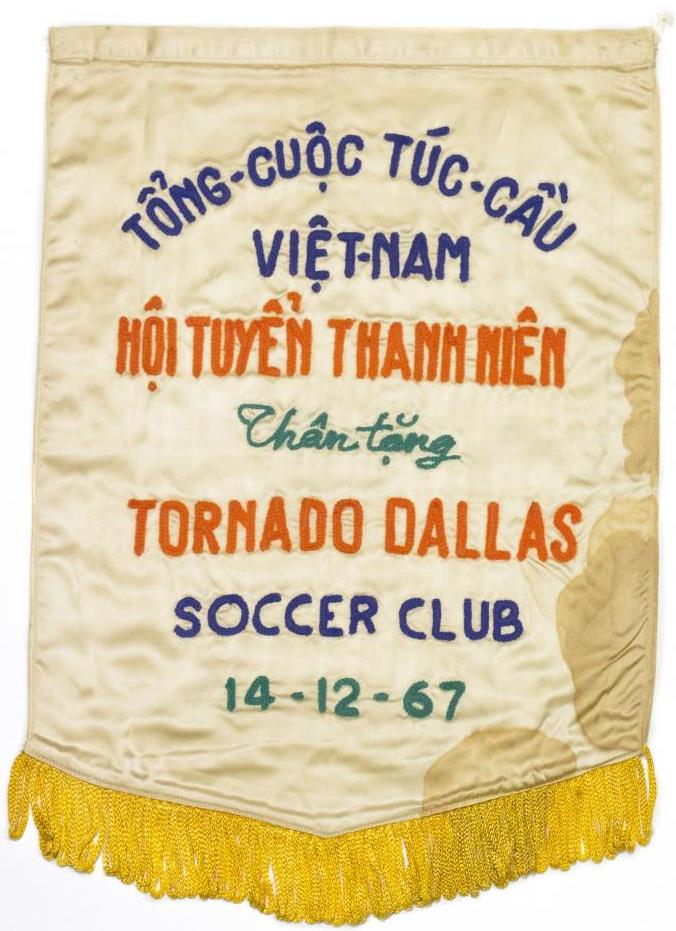 TỔNG-CUỘC TÚC-CẦU
VIỆT-NAM
HỘI TUYỂN THANH NIÊN
Thân tặng
TORNADO DALLAS
SOCCER CLUB
14-12-67